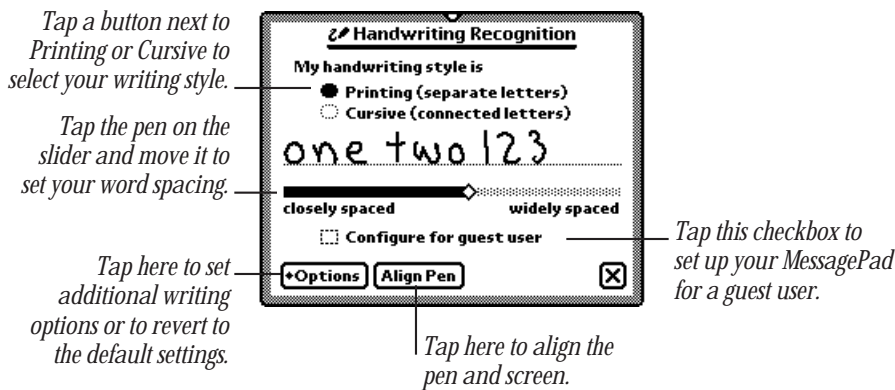 Tap a button next to
Printing or Cursive to
select your writing style.
Tap the pen on the
slider and move it to
set your word spacing.
Tap here to set
additional writing
options or to revert to
the default settings.
Handwriting Recognition
My handwriting style is
Printing (separate letters)
Cursive (connected letters)
one two 123
closely spaced widely spaced
Configure for guest user
Options Align Pen
Tap this checkbox to
set up your MessagePad
for a guest user.
Tap here to align the
pen and screen.